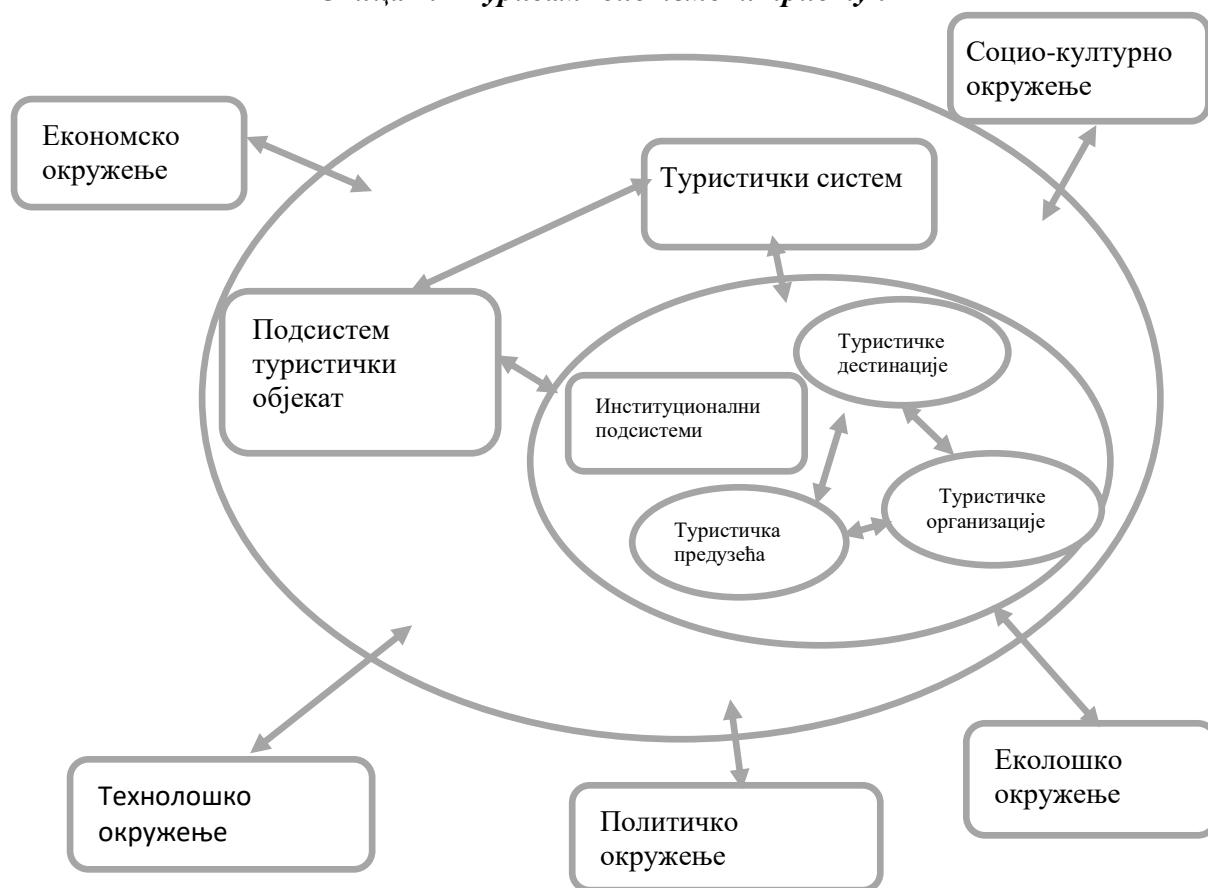 Социо-културно
окружење
Економско
окружење
Туристички систем
Подсистем
туристички
објекат
Туристичке
дестинације
Институционални
подсистеми
Туристичке
организације
Туристичка
предузећа
Еколошко
окружење
Технолошко
окружење
Политичко
окружење